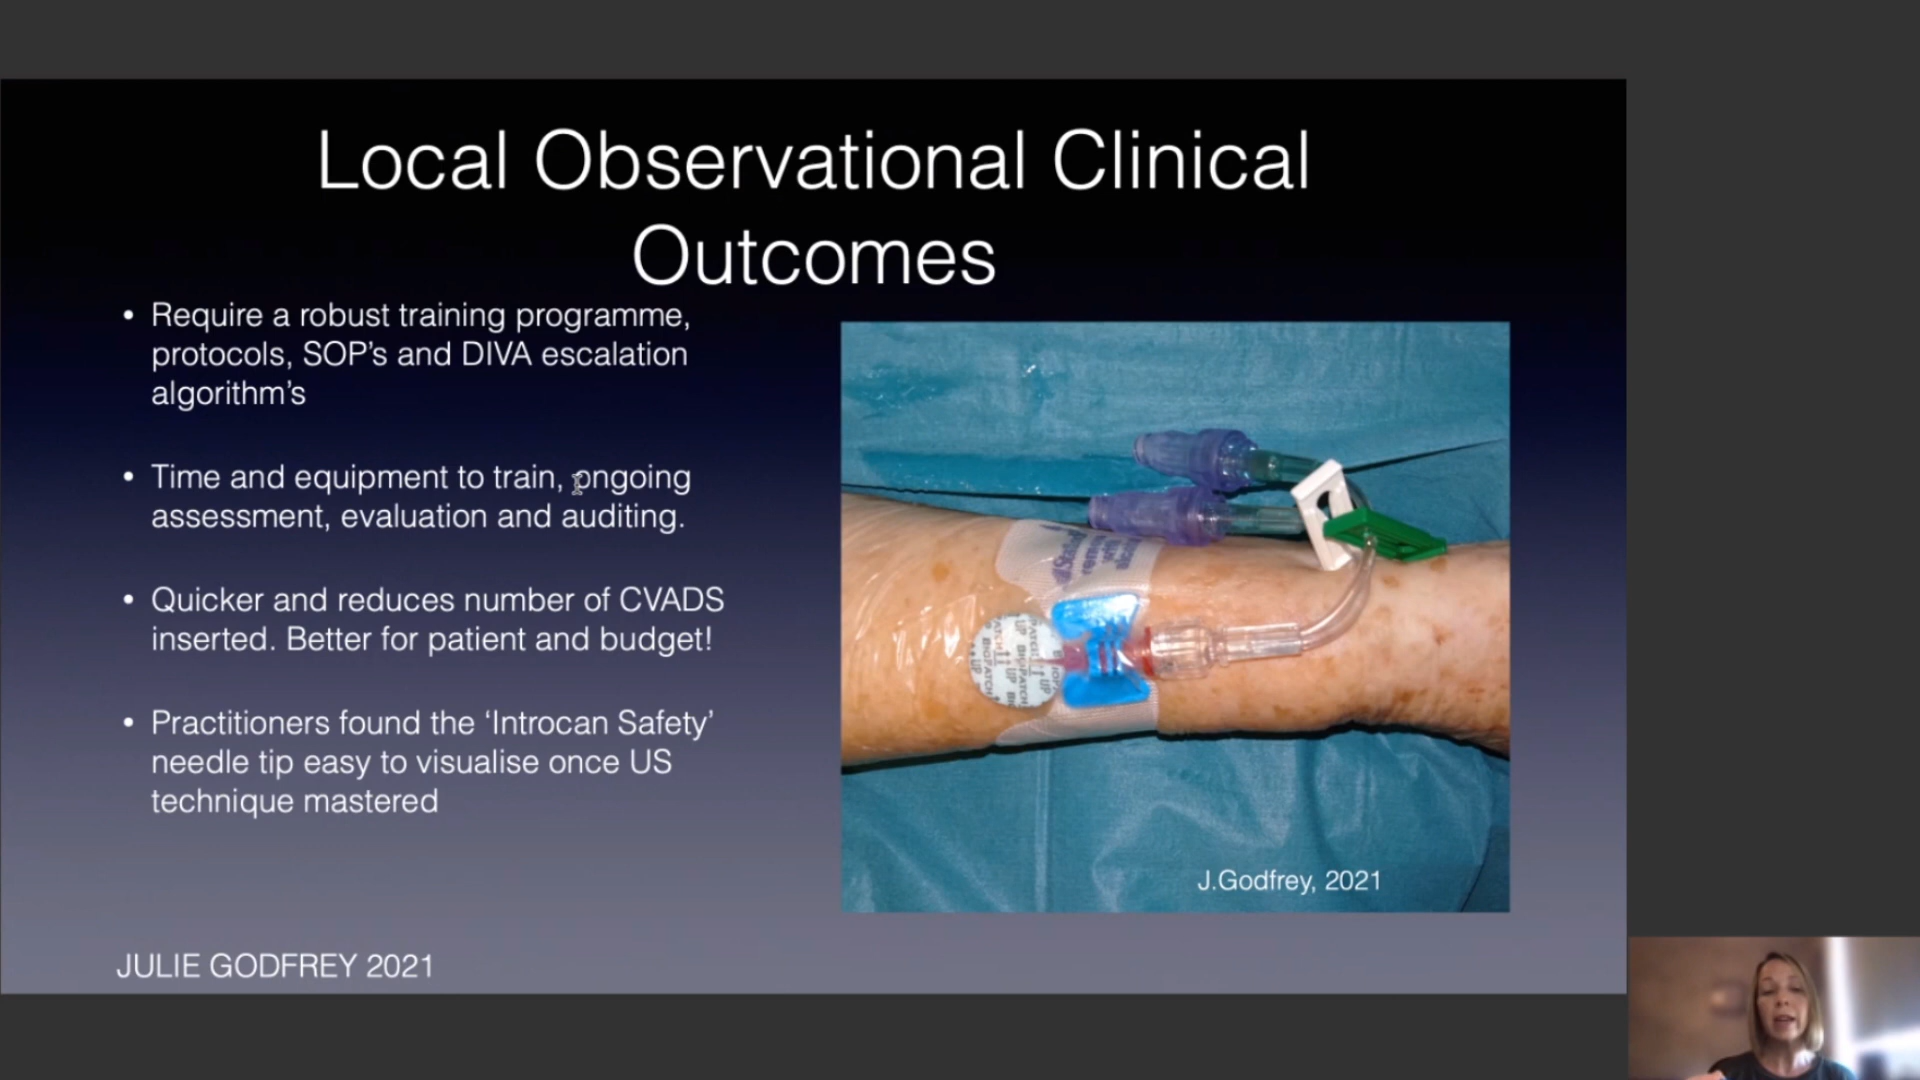 Local Observational Clinical
Outcomes
• Require a robust training programme,
protocols, SOP’s and DIVA escalation
algorithm’s
• Time and equipment to train, ongoing
assessment, evaluation and auditing.
• Quicker and reduces number of CVADS
inserted. Better for patient and budget!
• Practitioners found the ‘Introcan Safety’
needle tip easy to visualise once US
technique mastered
UP BIOPATCH
J.Godfrey, 2021
JULIE GODFREY 2021